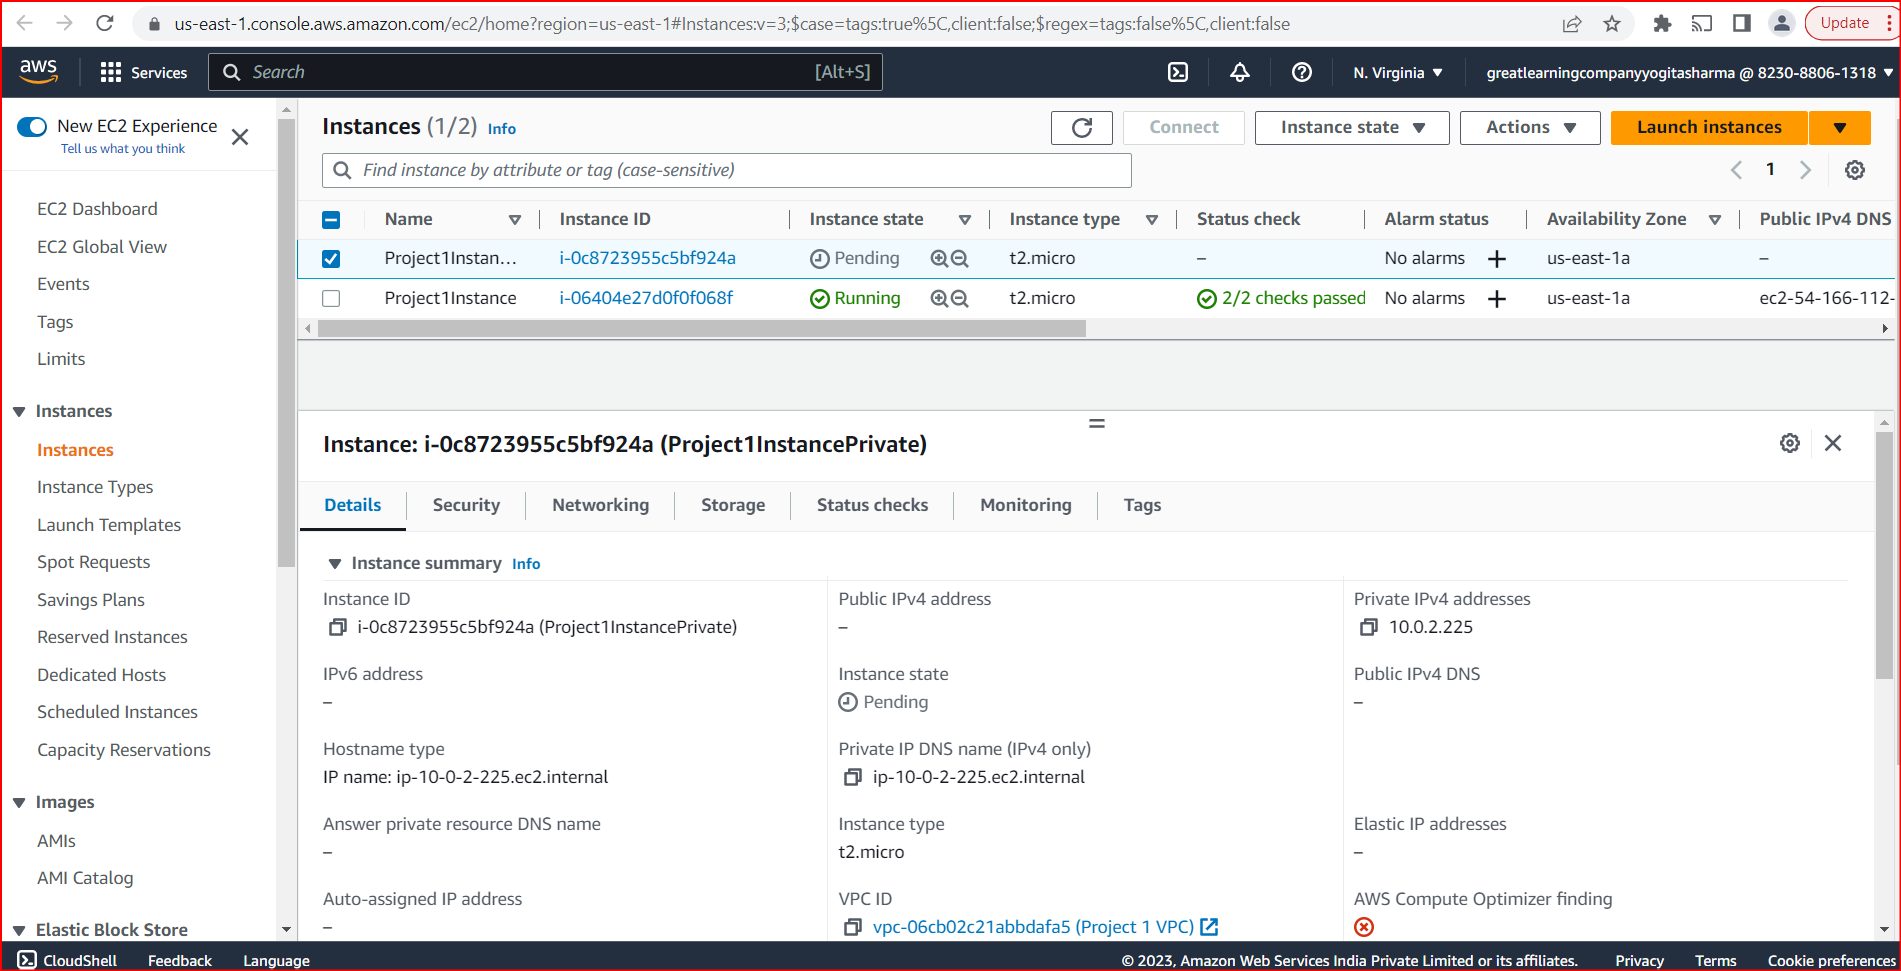 us-east-1.console.aws.amazon.com/ec2/home?region=us-east-1#Instances:v=3;$case=tags:true%5C,client:false;$regex=tags:false%5C,client:false
Update
aws
Services
Search
[Alt+S]
N. Virginia
greatlearningcompanyyogitasharma @ 8230-8806-1318
New EC2 Experience
Tell us what you think
EC2 Dashboard
EC2 Global View
Events
Tags
Limits
Instances
Instances
Instance Types
Launch Templates
Spot Requests
Savings Plans
Reserved Instances
Dedicated Hosts
Scheduled Instances
Capacity Reservations
Images
AMIs
AMI Catalog
Elastic Block Store
Instances (1/2) Info
Connect
Instance state
Actions
Launch instances
Find instance by attribute or tag (case-sensitive)
1
Name Instance ID Instance state Instance type Status check Alarm status Availability Zone Public IPv4 DNS
Project1Instan... i-0c8723955c5bf924a Pending t2.micro – No alarms + us-east-1a –
Project1Instance i-06404e27d0f0f068f Running t2.micro 2/2 checks passed No alarms + us-east-1a ec2-54-166-112-
Instance: i-0c8723955c5bf924a (Project1InstancePrivate)
Details Security Networking Storage Status checks Monitoring Tags
Instance summary Info
Instance ID
i-0c8723955c5bf924a (Project1InstancePrivate)
Public IPv4 address
–
Private IPv4 addresses
10.0.2.225
IPv6 address
–
Instance state
Pending
Public IPv4 DNS
–
Hostname type
IP name: ip-10-0-2-225.ec2.internal
Private IP DNS name (IPv4 only)
ip-10-0-2-225.ec2.internal
Answer private resource DNS name
–
Instance type
t2.micro
Elastic IP addresses
–
Auto-assigned IP address
–
VPC ID
vpc-06cb02c21abbdafa5 (Project 1 VPC)
AWS Compute Optimizer finding
CloudShell Feedback Language
© 2023, Amazon Web Services India Private Limited or its affiliates. Privacy Terms Cookie preferences